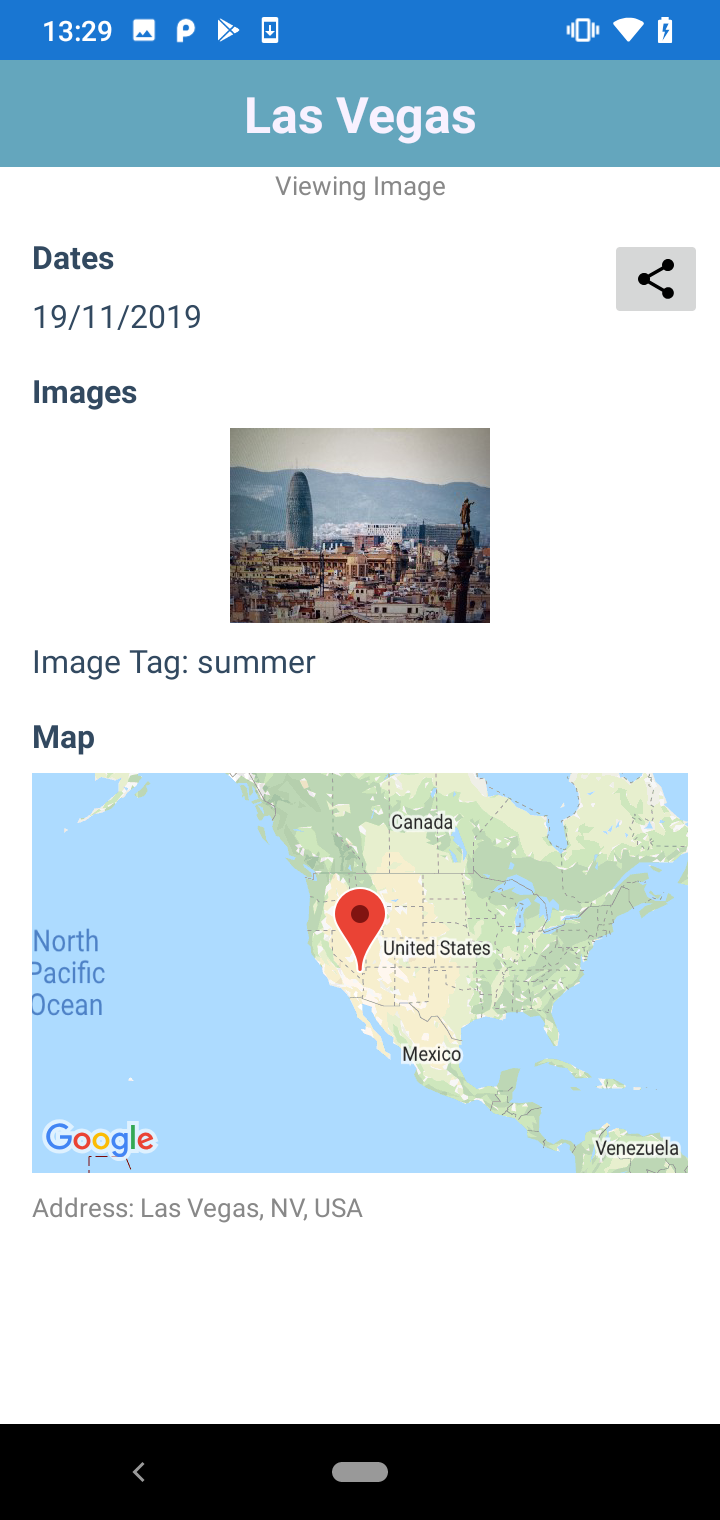 13:29
Las Vegas
Viewing Image
Dates
19/11/2019
Images
Image Tag: summer
Map
Canada
North
Pacific
Ocean
United States
Mexico
Google
Venezuela
Address: Las Vegas, NV, USA